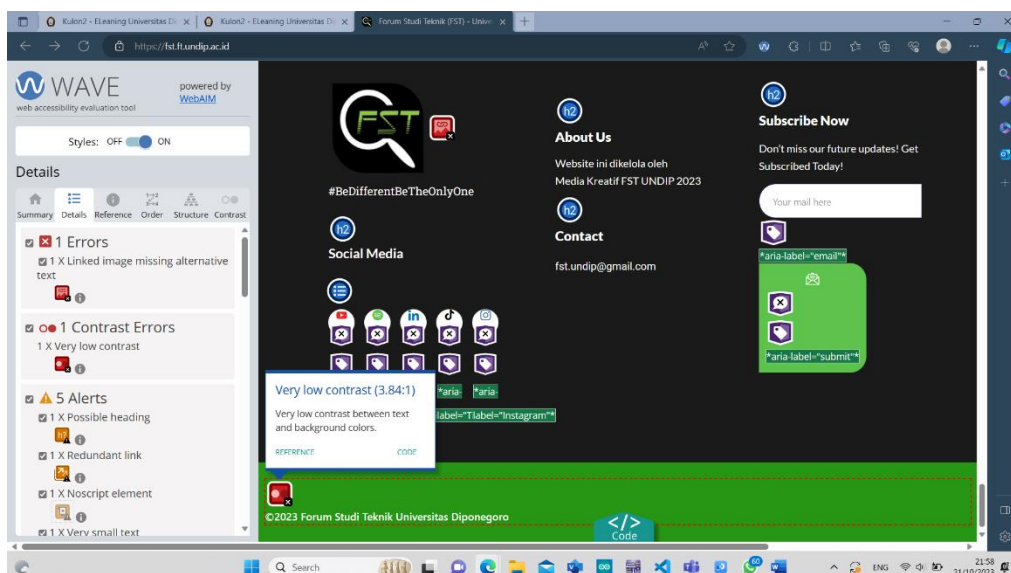 Kulon2 - ELeaning Universitas Di
Kulon2 - ELeaning Universitas Di
Forum Studi Teknik (FST) - Unive
https://fst.ft.undip.ac.id
WAVE
web accessibility evaluation tool
powered by
WebAIM
Styles: OFF ON
Details
Summary Details Reference Order Structure Contrast
1 Errors
1 X Linked image missing alternative
text
1 Contrast Errors
1 X Very low contrast
5 Alerts
1 X Possible heading
h?
1 X Redundant link
1 X Noscript element
1 X Very small text
FST
#BeDifferentBeTheOnlyOne
h2
Social Media
in
h2
About Us
Website ini dikelola oleh
Media Kreatif FST UNDIP 2023
h2
Contact
fst.undip@gmail.com
h2
Subscribe Now
Don't miss our future updates! Get
Subscribed Today!
Your mail here
*aria-label="email"*
*aria-label="submit"*
*aria- *aria-
label="Tlabel="Instagram"*
Very low contrast (3.84:1)
Very low contrast between text
and background colors.
REFERENCE CODE
©2023 Forum Studi Teknik Universitas Diponegoro
</>
Code
Search
60
ENG
21:58
21/10/2023